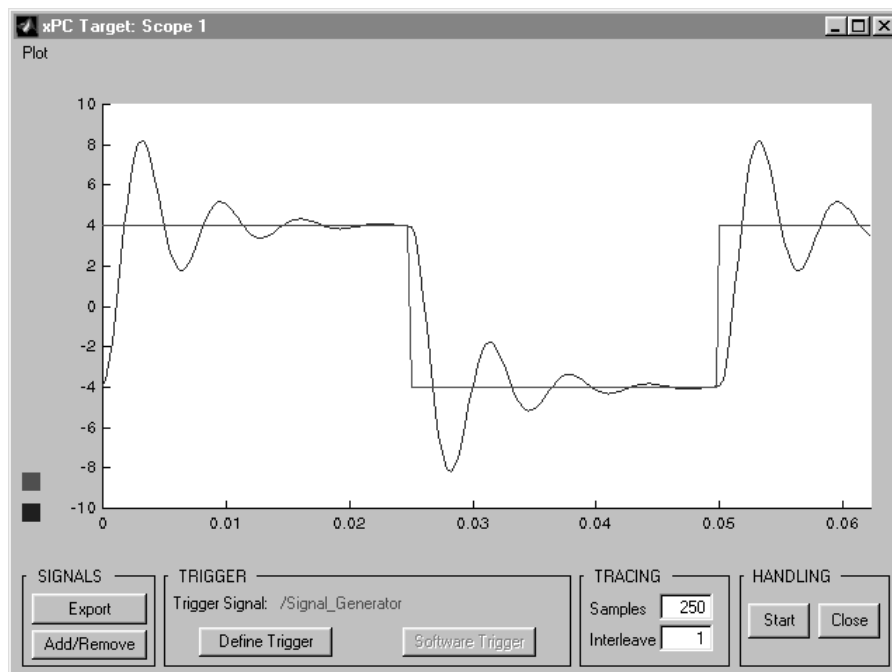 xPC Target: Scope 1
Plot
10
8
6
4
2
0
-2
-4
-6
-8
-10
0 0.01 0.02 0.03 0.04 0.05 0.06
SIGNALS
Export
Add/Remove
TRIGGER
Trigger Signal: /Signal_Generator
Define Trigger Software Trigger
TRACING
Samples 250
Interleave 1
HANDLING
Start Close